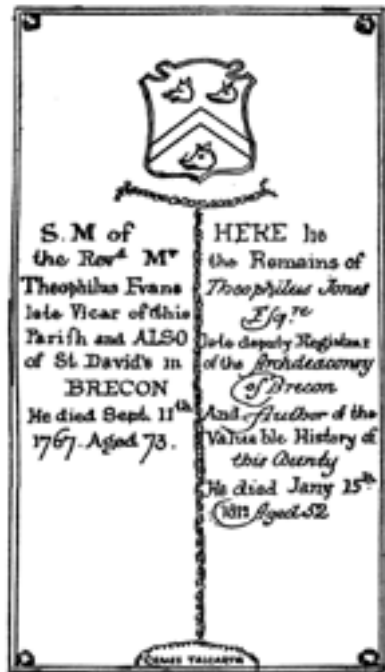 S. M of
the Revd Mr
Theophilus Evans
late Vicar of this
Parish and ALSO
of St David's in
BRECON
He died Sept. 11th
1767. Aged 73.
HERE lie
the Remains of
Theophilus Jones
Esqre
late deputy Registrar
of the Archdeaconry
of Brecon
And Author of the
Valuable History of
this County
He died Jany 15th
1812 Aged 52